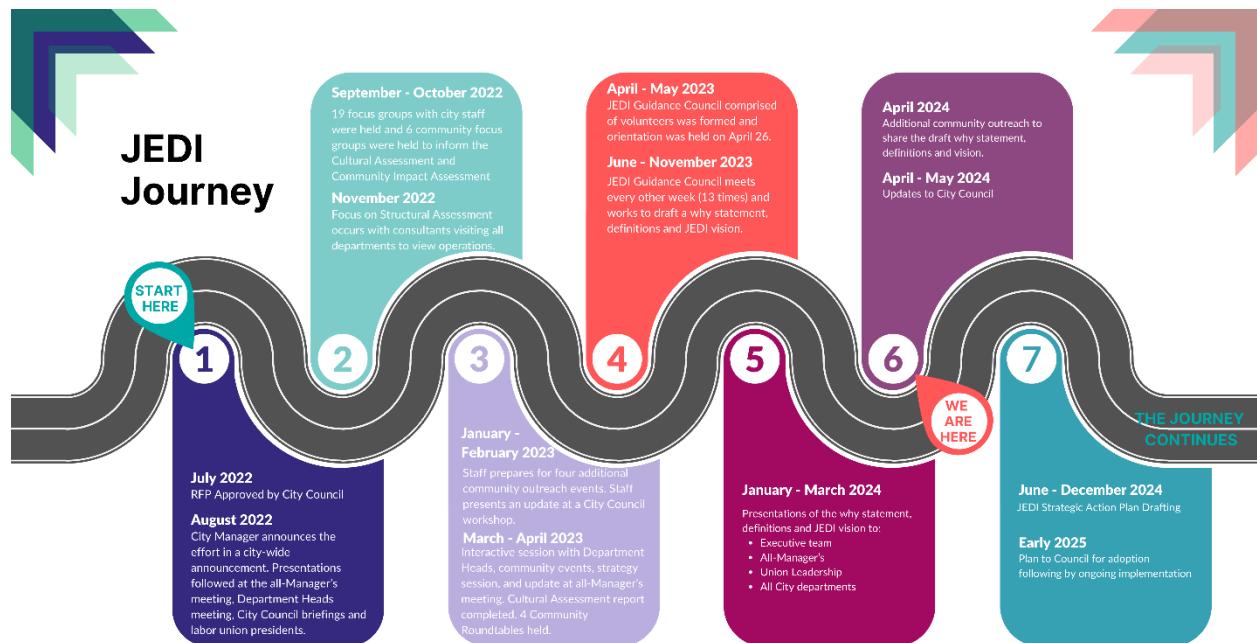 JEDI
Journey
START
HERE
1
July 2022
RFP Approved by City Council
August 2022
City Manager announces the
effort in a city-wide
announcement. Presentations
followed at the all-Manager's
meeting, Department Heads
meeting, City Council briefings and
labor union presidents.
September - October 2022
19 focus groups with city staff
were held and 6 community focus
groups were held to inform the
Cultural Assessment and
Community Impact Assessment
November 2022
Focus on Structural Assessment
occurs with consultants visiting all
departments to view operations.
2
3
January -
February 2023
Staff prepares for four additional
community outreach events. Staff
presents an update at a City Council
workshop.
March - April 2023
Interactive session with Department
Heads, community events, strategy
session, and update at all-Manager's
meeting. Cultural Assessment report
completed. 4 Community
Roundtables held.
April - May 2023
JEDI Guidance Council comprised
of volunteers was formed and
orientation was held on April 26.
June - November 2023
JEDI Guidance Council meets
every other week (13 times) and
works to draft a why statement,
definitions and JEDI vision.
4
5
January - March 2024
Presentations of the why statement,
definitions and JEDI vision to:
• Executive team
• All-Manager's
• Union Leadership
• All City departments
April 2024
Additional community outreach to
share the draft why statement,
definitions and vision.
April - May 2024
Updates to City Council
6
WE
ARE
HERE
7
June - December 2024
JEDI Strategic Action Plan Drafting
Early 2025
Plan to Council for adoption
following by ongoing implementation
THE JOURNEY
CONTINUES